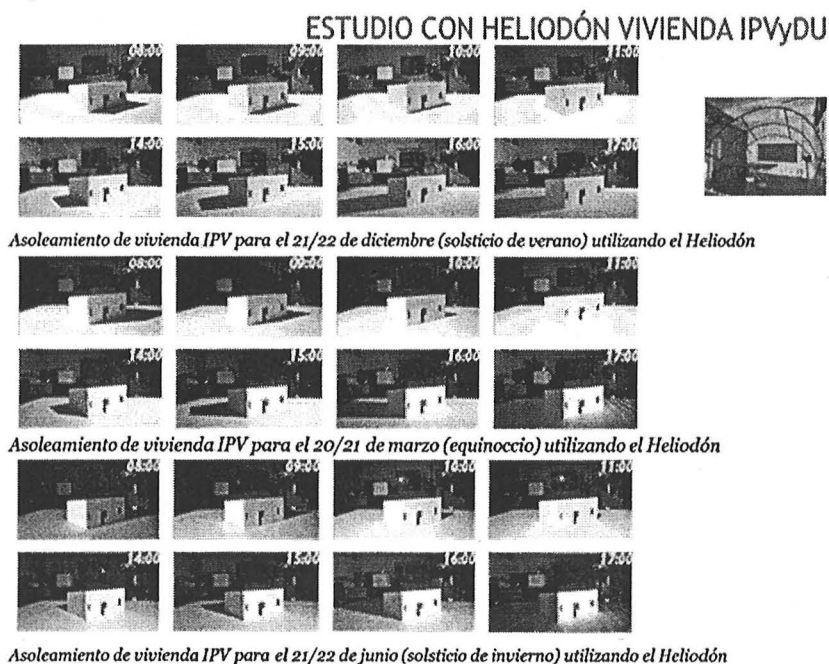 ESTUDIO CON HELIODÓN VIVIENDA IPVyDU
08:00 09:00 10:00 11:00
14:00 15:00 16:00 17:00
Asoleamiento de vivienda IPV para el 21/22 de diciembre (solsticio de verano) utilizando el Heliodón
08:00 09:00 10:00 11:00
14:00 15:00 16:00 17:00
Asoleamiento de vivienda IPV para el 20/21 de marzo (equinoccio) utilizando el Heliodón
08:00 09:00 10:00 11:00
14:00 15:00 16:00 17:00
Asoleamiento de vivienda IPV para el 21/22 de junio (solsticio de invierno) utilizando el Heliodón